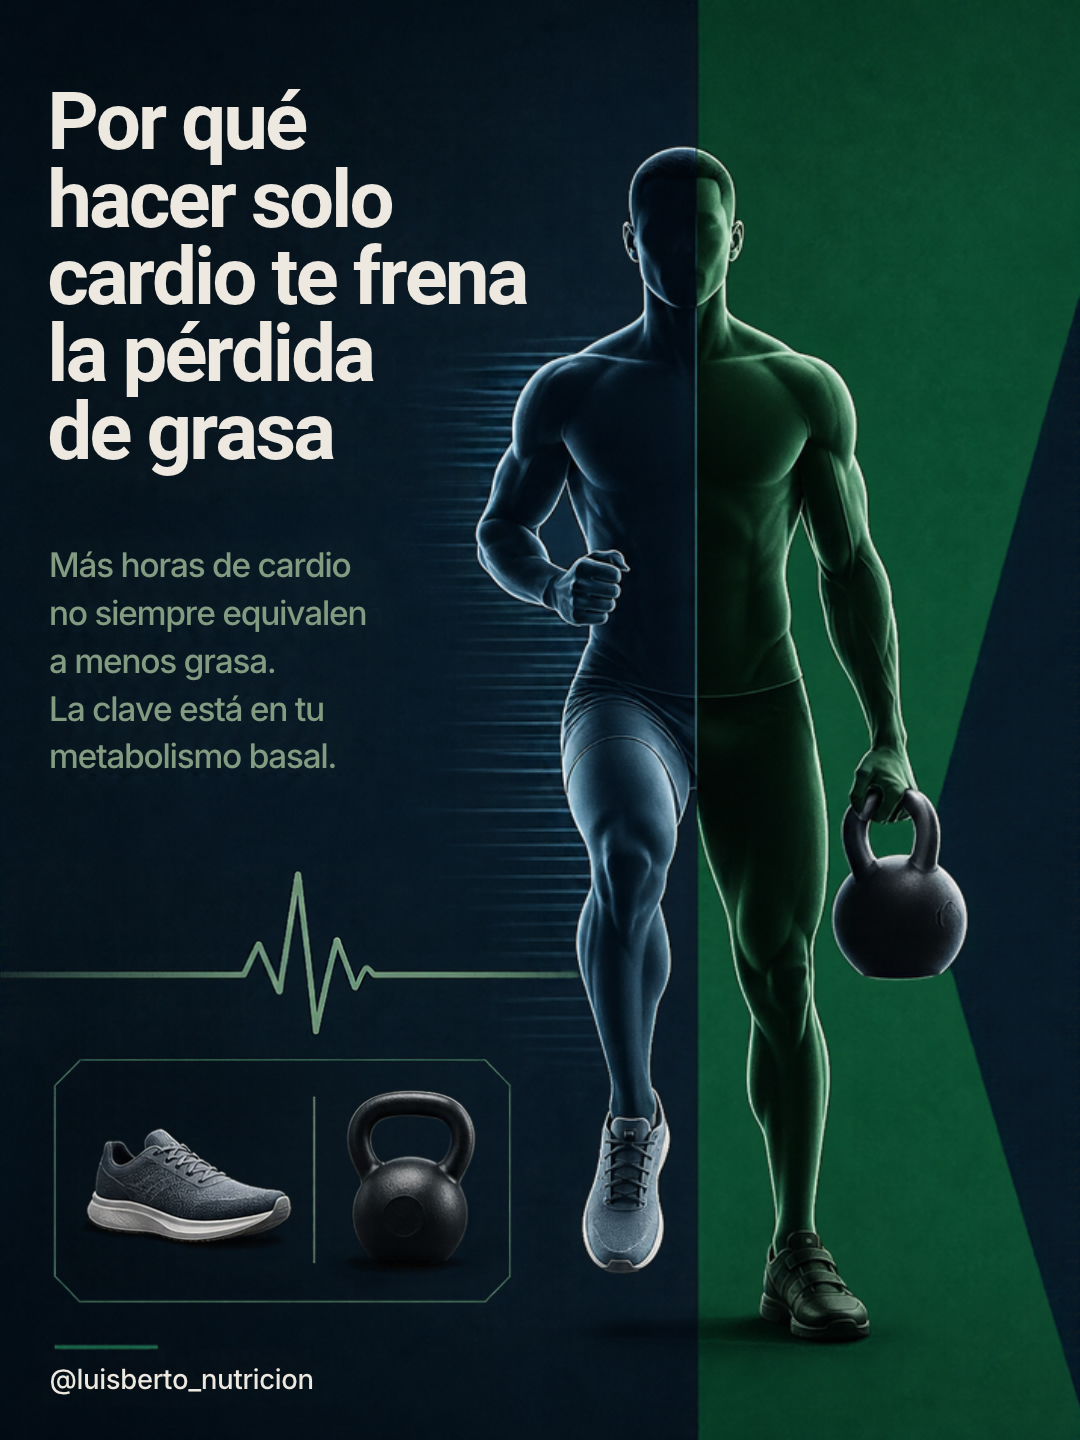 Por qué
hacer solo
cardio te frena
la pérdida
de grasa
Más horas de cardio
no siempre equivalen
a menos grasa.
La clave está en tu
metabolismo basal.
@luisberto_nutricion